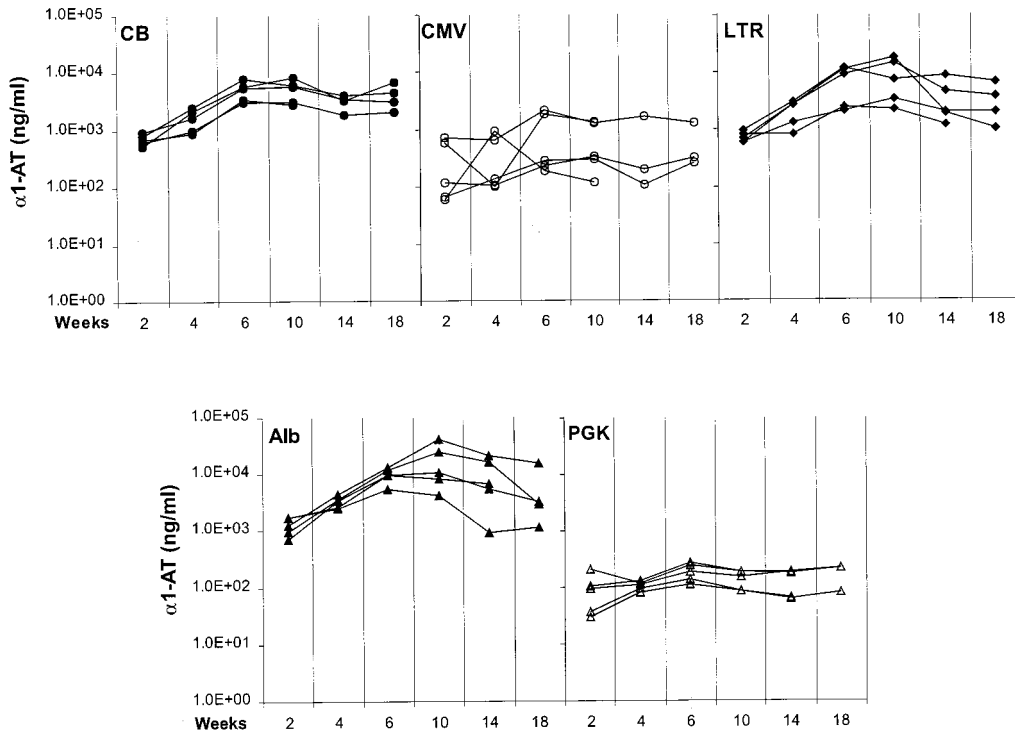 CB CMV LTR
α1-AT (ng/ml)
1.0E+05
1.0E+04
1.0E+03
1.0E+02
1.0E+01
1.0E+00
Weeks 2 4 6 10 14 18 2 4 6 10 14 18 2 4 6 10 14 18
Alb PGK
α1-AT (ng/ml)
1.0E+05
1.0E+04
1.0E+03
1.0E+02
1.0E+01
1.0E+00
Weeks 2 4 6 10 14 18 2 4 6 10 14 18